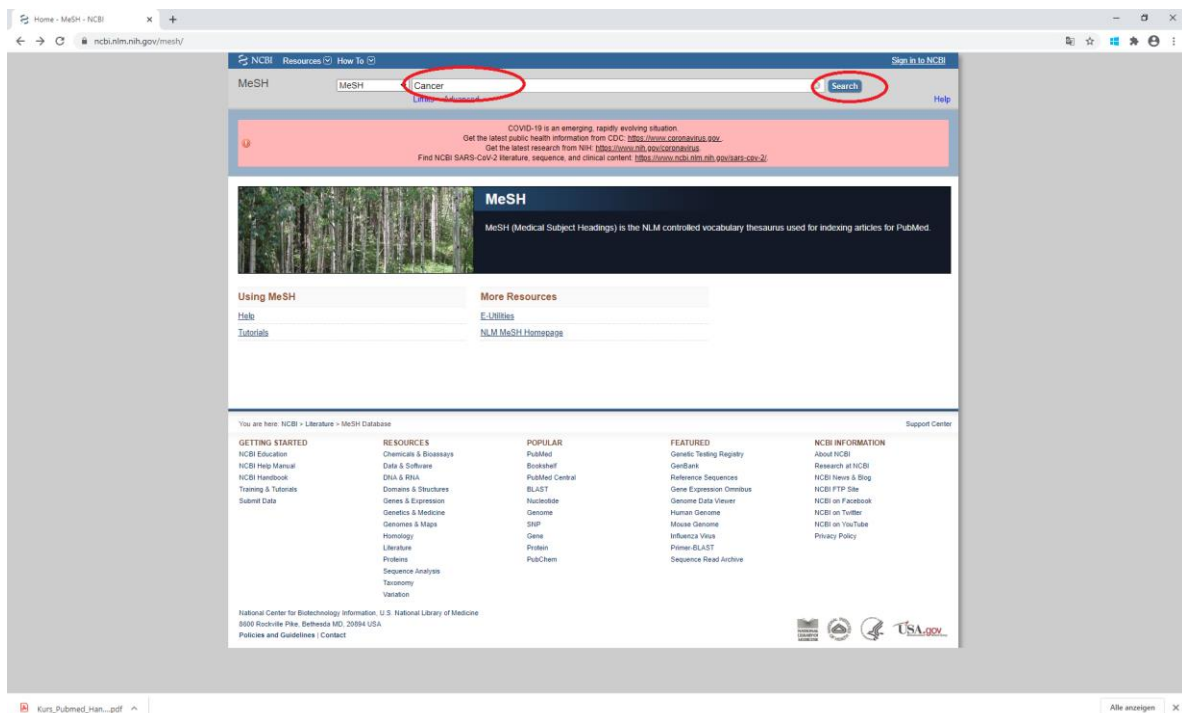 Home - MeSH - NCBI
ncbi.nlm.nih.gov/mesh/
NCBI Resources How To Sign in to NCBI
MeSH MeSH Cancer Search
Limits Advanced
Help
COVID-19 is an emerging, rapidly evolving situation.
Get the latest public health information from CDC: https://www.coronavirus.gov.
Get the latest research from NIH: https://www.nih.gov/coronavirus.
Find NCBI SARS-CoV-2 literature, sequence, and clinical content: https://www.ncbi.nlm.nih.gov/sars-cov-2/.
MeSH
MeSH (Medical Subject Headings) is the NLM controlled vocabulary thesaurus used for indexing articles for PubMed.
Using MeSH
Help
Tutorials
More Resources
E-Utilities
NLM MeSH Homepage
You are here: NCBI > Literature > MeSH Database Support Center
GETTING STARTED
NCBI Education
NCBI Help Manual
NCBI Handbook
Training & Tutorials
Submit Data
RESOURCES
Chemicals & Bioassays
Data & Software
DNA & RNA
Domains & Structures
Genes & Expression
Genetics & Medicine
Genomes & Maps
Homology
Literature
Proteins
Sequence Analysis
Taxonomy
Variation
POPULAR
PubMed
Bookshelf
PubMed Central
BLAST
Nucleotide
Genome
SNP
Gene
Protein
PubChem
FEATURED
Genetic Testing Registry
GenBank
Reference Sequences
Gene Expression Omnibus
Genome Data Viewer
Human Genome
Mouse Genome
Influenza Virus
Primer-BLAST
Sequence Read Archive
NCBI INFORMATION
About NCBI
Research at NCBI
NCBI News & Blog
NCBI FTP Site
NCBI on Facebook
NCBI on Twitter
NCBI on YouTube
Privacy Policy
National Center for Biotechnology Information, U.S. National Library of Medicine
8600 Rockville Pike, Bethesda MD, 20894 USA
Policies and Guidelines | Contact
USA.gov
Kurs_Pubmed_Han....pdf
Alle anzeigen